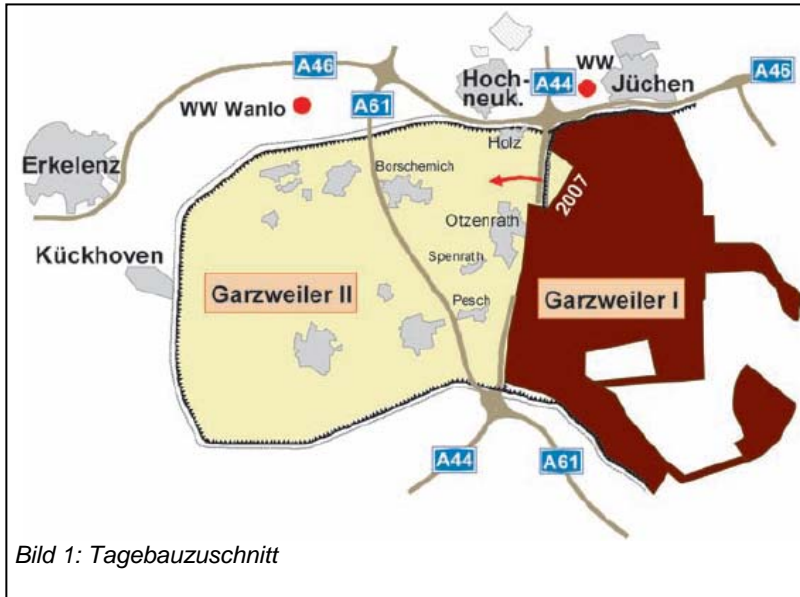 A46
WW Wanlo
A61
Hoch-
neuk.
A44
WW
Jüchen
A46
Erkelenz
Holz
Borschemich
2007
Otzenrath
Kückhoven
Spenrath
Garzweiler II
Pesch
Garzweiler I
A44
A61
Bild 1: Tagebauzuschnitt